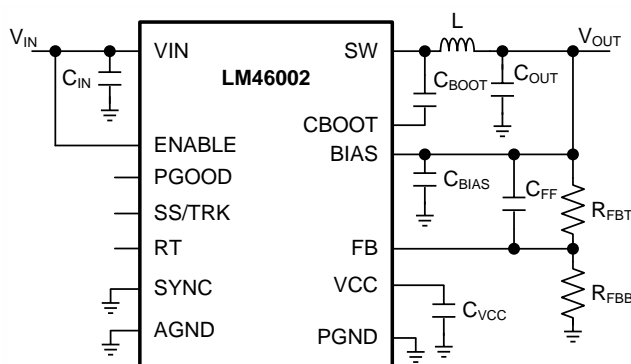 V_IN
C_IN
VIN
LM46002
SW
L
V_OUT
C_BOOT
C_OUT
CBOOT
ENABLE
BIAS
PGOOD
C_BIAS
C_FF
R_FBT
SS/TRK
RT
FB
SYNC
VCC
C_VCC
R_FBB
AGND
PGND